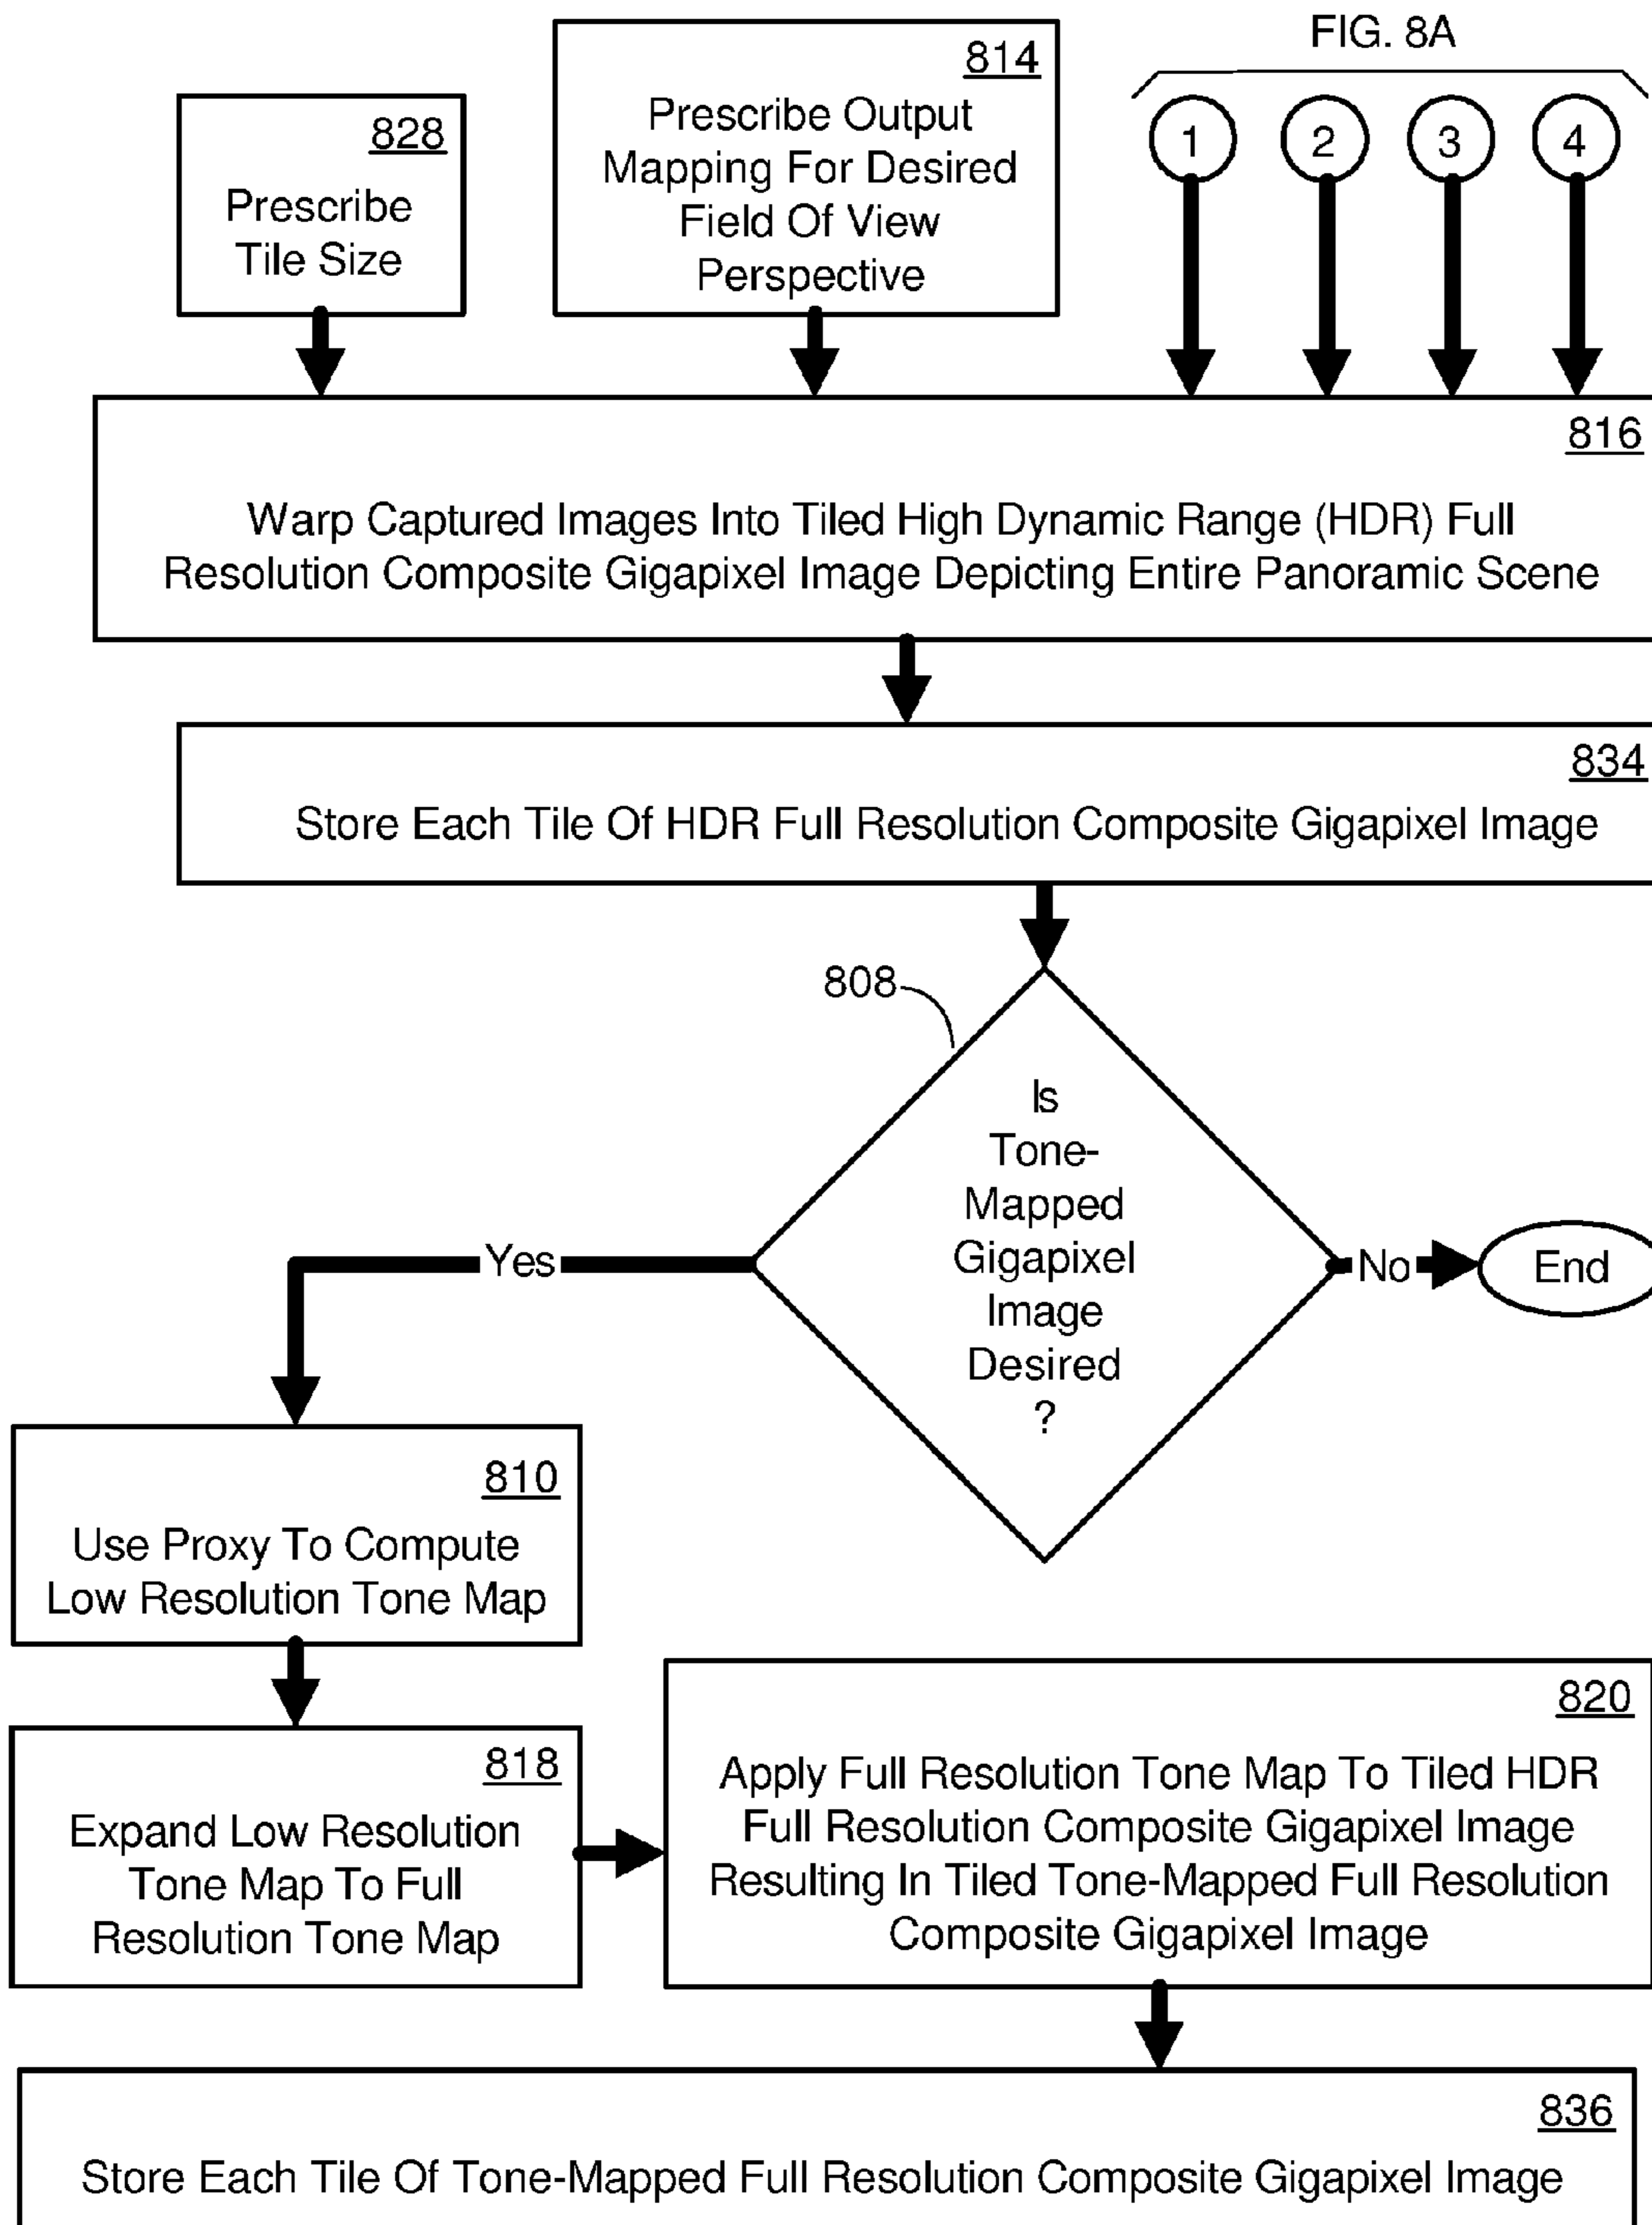 FIG. 8A
1 2 3 4
814
Prescribe Output
Mapping For Desired
Field Of View
Perspective
828
Prescribe
Tile Size
816
Warp Captured Images Into Tiled High Dynamic Range (HDR) Full
Resolution Composite Gigapixel Image Depicting Entire Panoramic Scene
834
Store Each Tile Of HDR Full Resolution Composite Gigapixel Image
808
Is
Tone-
Mapped
Gigapixel
Image
Desired
?
Yes
No
End
810
Use Proxy To Compute
Low Resolution Tone Map
818
Expand Low Resolution
Tone Map To Full
Resolution Tone Map
820
Apply Full Resolution Tone Map To Tiled HDR
Full Resolution Composite Gigapixel Image
Resulting In Tiled Tone-Mapped Full Resolution
Composite Gigapixel Image
836
Store Each Tile Of Tone-Mapped Full Resolution Composite Gigapixel Image